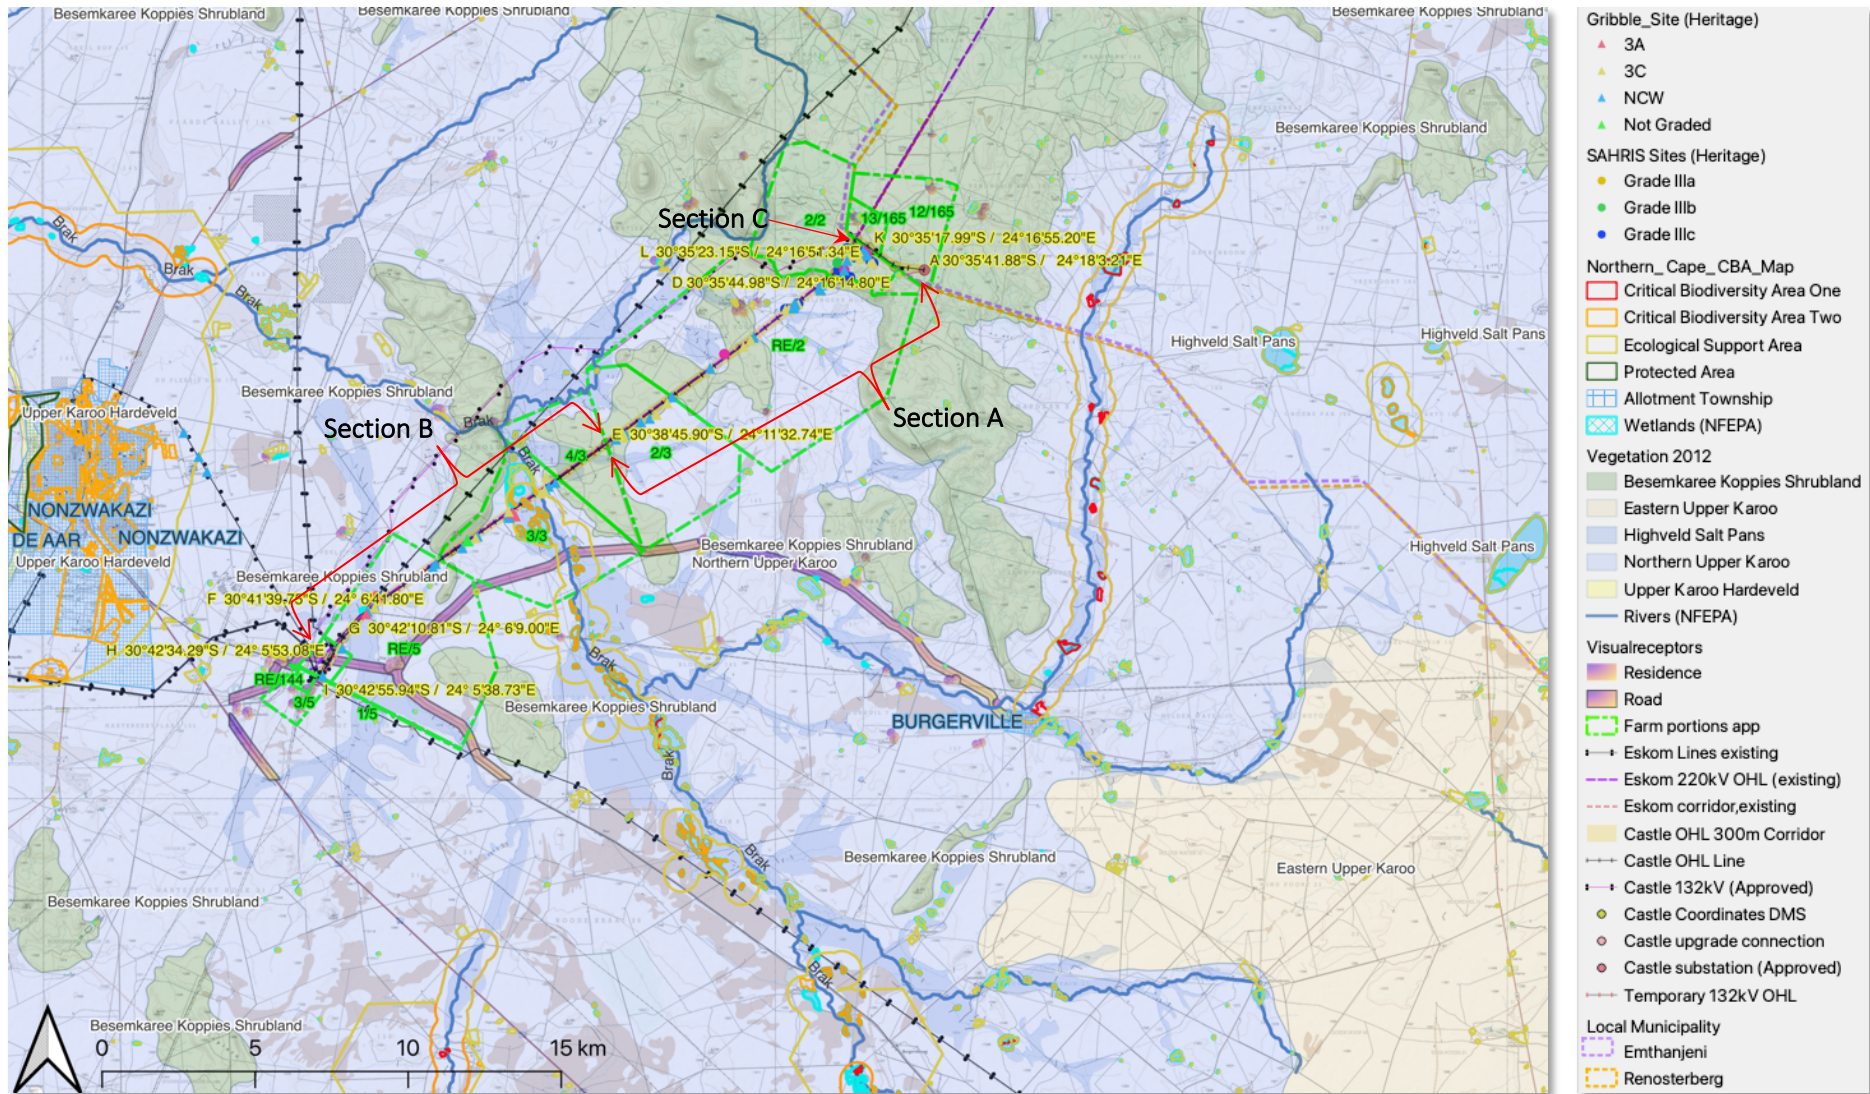 Besemkaree Koppies Shrubland
Besemkaree Koppies Shrubland
Besemkaree Koppies Shrubland
Besemkaree Koppies Shrubland
Brak
Brak
Brak
Section C
2/2
13/165
12/165
K 30°35'17.99"S / 24°16'55.20"E
L 30°35'23.15"S / 24°16'51.34"E
A 30°35'41.88"S / 24°18'3.21"E
D 30°35'44.98"S / 24°16'14.80"E
Highveld Salt Pans
Highveld Salt Pans
RE/2
Besemkaree Koppies Shrubland
Upper Karoo Hardeveld
Brak
Section B
Section A
E 30°38'45.90"S / 24°11'32.74"E
4/3
2/3
Brak
NONZWAKAZI
DE AAR
NONZWAKAZI
3/3
Upper Karoo Hardeveld
Besemkaree Koppies Shrubland
Northern Upper Karoo
Highveld Salt Pans
Besemkaree Koppies Shrubland
F 30°41'39.75"S / 24° 6'41.80"E
G 30°42'10.81"S / 24° 6'9.00"E
H 30°42'34.29"S / 24° 5'53.08"E
RE/5
Brak
RE/144
I 30°42'55.94"S / 24° 5'38.73"E
3/5
1/5
Besemkaree Koppies Shrubland
BURGERVILLE
Brak
Brak
Besemkaree Koppies Shrubland
Eastern Upper Karoo
Besemkaree Koppies Shrubland
Brak
Besemkaree Koppies Shrubland
0 5 10 15 km
Gribble_Site (Heritage)
3A
3C
NCW
Not Graded
SAHRIS Sites (Heritage)
Grade IIIa
Grade IIIb
Grade IIIc
Northern_ Cape_ CBA_Map
Critical Biodiversity Area One
Critical Biodiversity Area Two
Ecological Support Area
Protected Area
Allotment Township
Wetlands (NFEPA)
Vegetation 2012
Besemkaree Koppies Shrubland
Eastern Upper Karoo
Highveld Salt Pans
Northern Upper Karoo
Upper Karoo Hardeveld
Rivers (NFEPA)
Visualreceptors
Residence
Road
Farm portions app
Eskom Lines existing
Eskom 220kV OHL (existing)
Eskom corridor,existing
Castle OHL 300m Corridor
Castle OHL Line
Castle 132kV (Approved)
Castle Coordinates DMS
Castle upgrade connection
Castle substation (Approved)
Temporary 132kV OHL
Local Municipality
Emthanjeni
Renosterberg